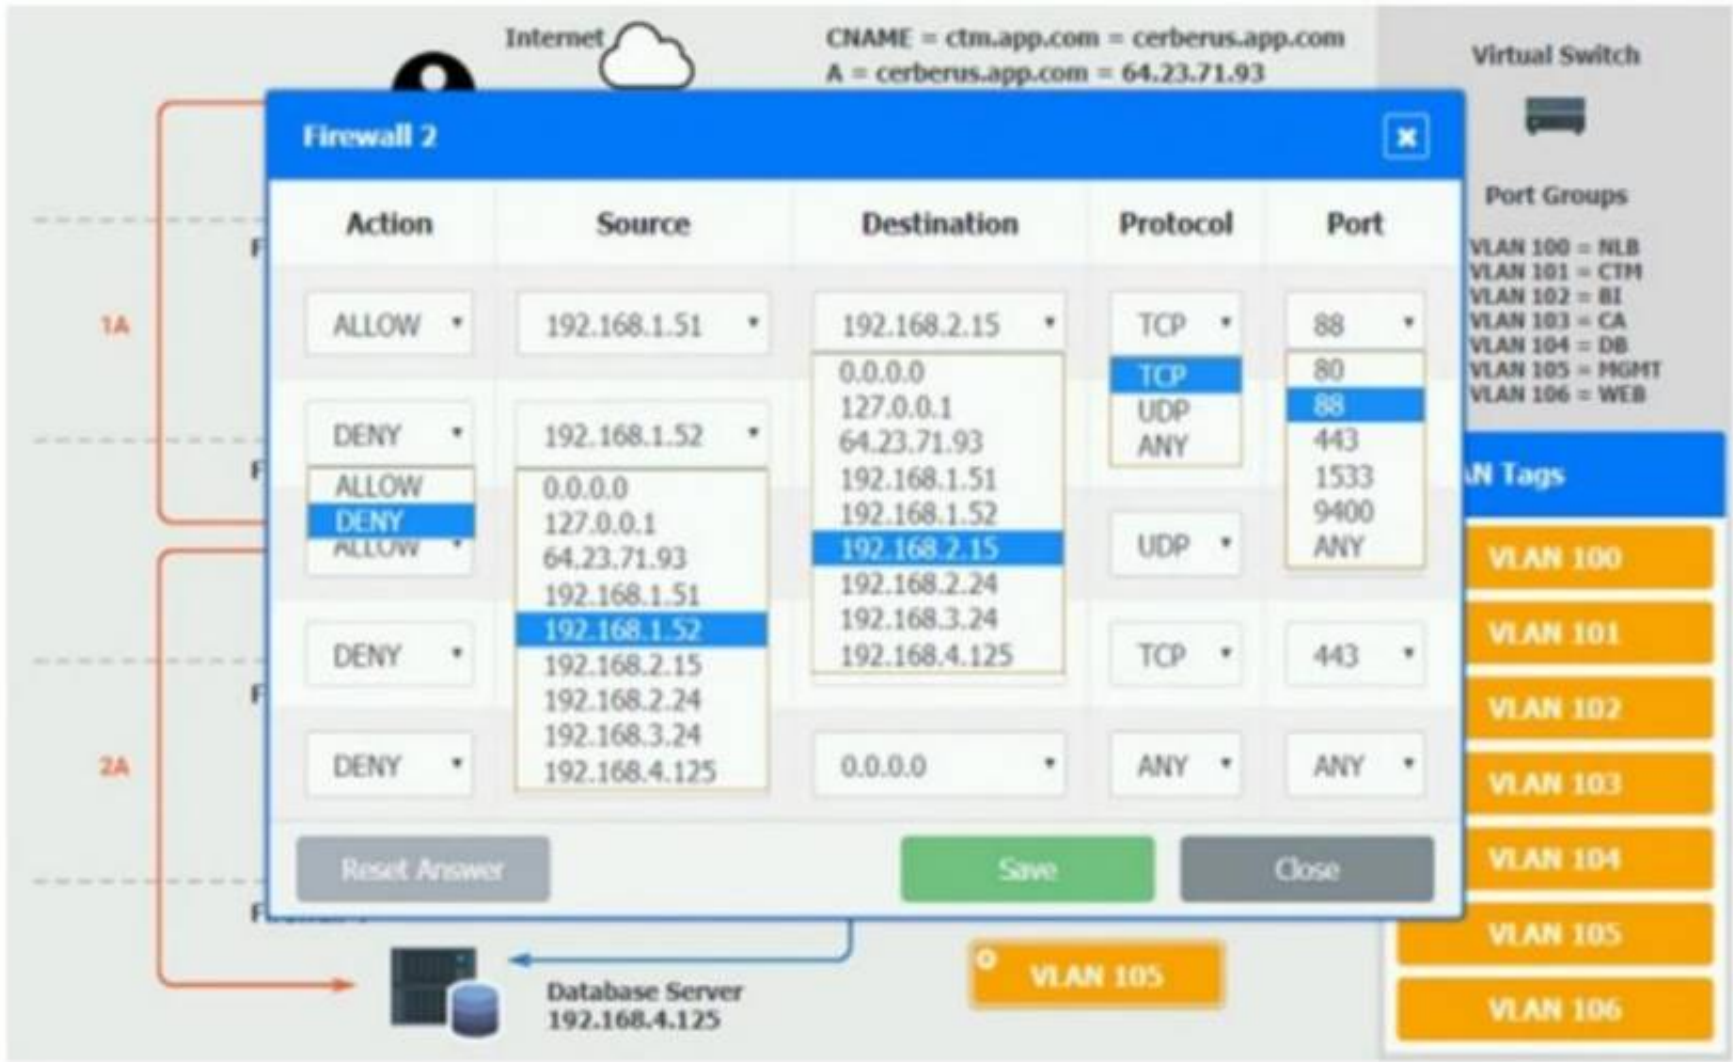 Internet
CNAME = ctm.app.com = cerberus.app.com
A = cerberus.app.com = 64.23.71.93
Virtual Switch
Port Groups
VLAN 100 = NLB
VLAN 101 = CTM
VLAN 102 = BI
VLAN 103 = CA
VLAN 104 = DB
VLAN 105 = MGMT
VLAN 106 = WEB
1A
2A
Firewall 2
Action Source Destination Protocol Port
ALLOW 192.168.1.51 192.168.2.15 TCP 88
DENY 192.168.1.52
ALLOW
DENY
ALLOW
0.0.0.0
127.0.0.1
64.23.71.93
192.168.1.51
192.168.1.52
192.168.2.15
192.168.2.24
192.168.3.24
192.168.4.125
0.0.0.0
127.0.0.1
64.23.71.93
192.168.1.51
192.168.1.52
192.168.2.15
192.168.2.24
192.168.3.24
192.168.4.125
TCP
UDP
ANY
80
88
443
1533
9400
ANY
UDP
DENY TCP 443
DENY 0.0.0.0 ANY ANY
Reset Answer Save Close
AN Tags
VLAN 100
VLAN 101
VLAN 102
VLAN 103
VLAN 104
VLAN 105
VLAN 106
VLAN 105
Database Server
192.168.4.125